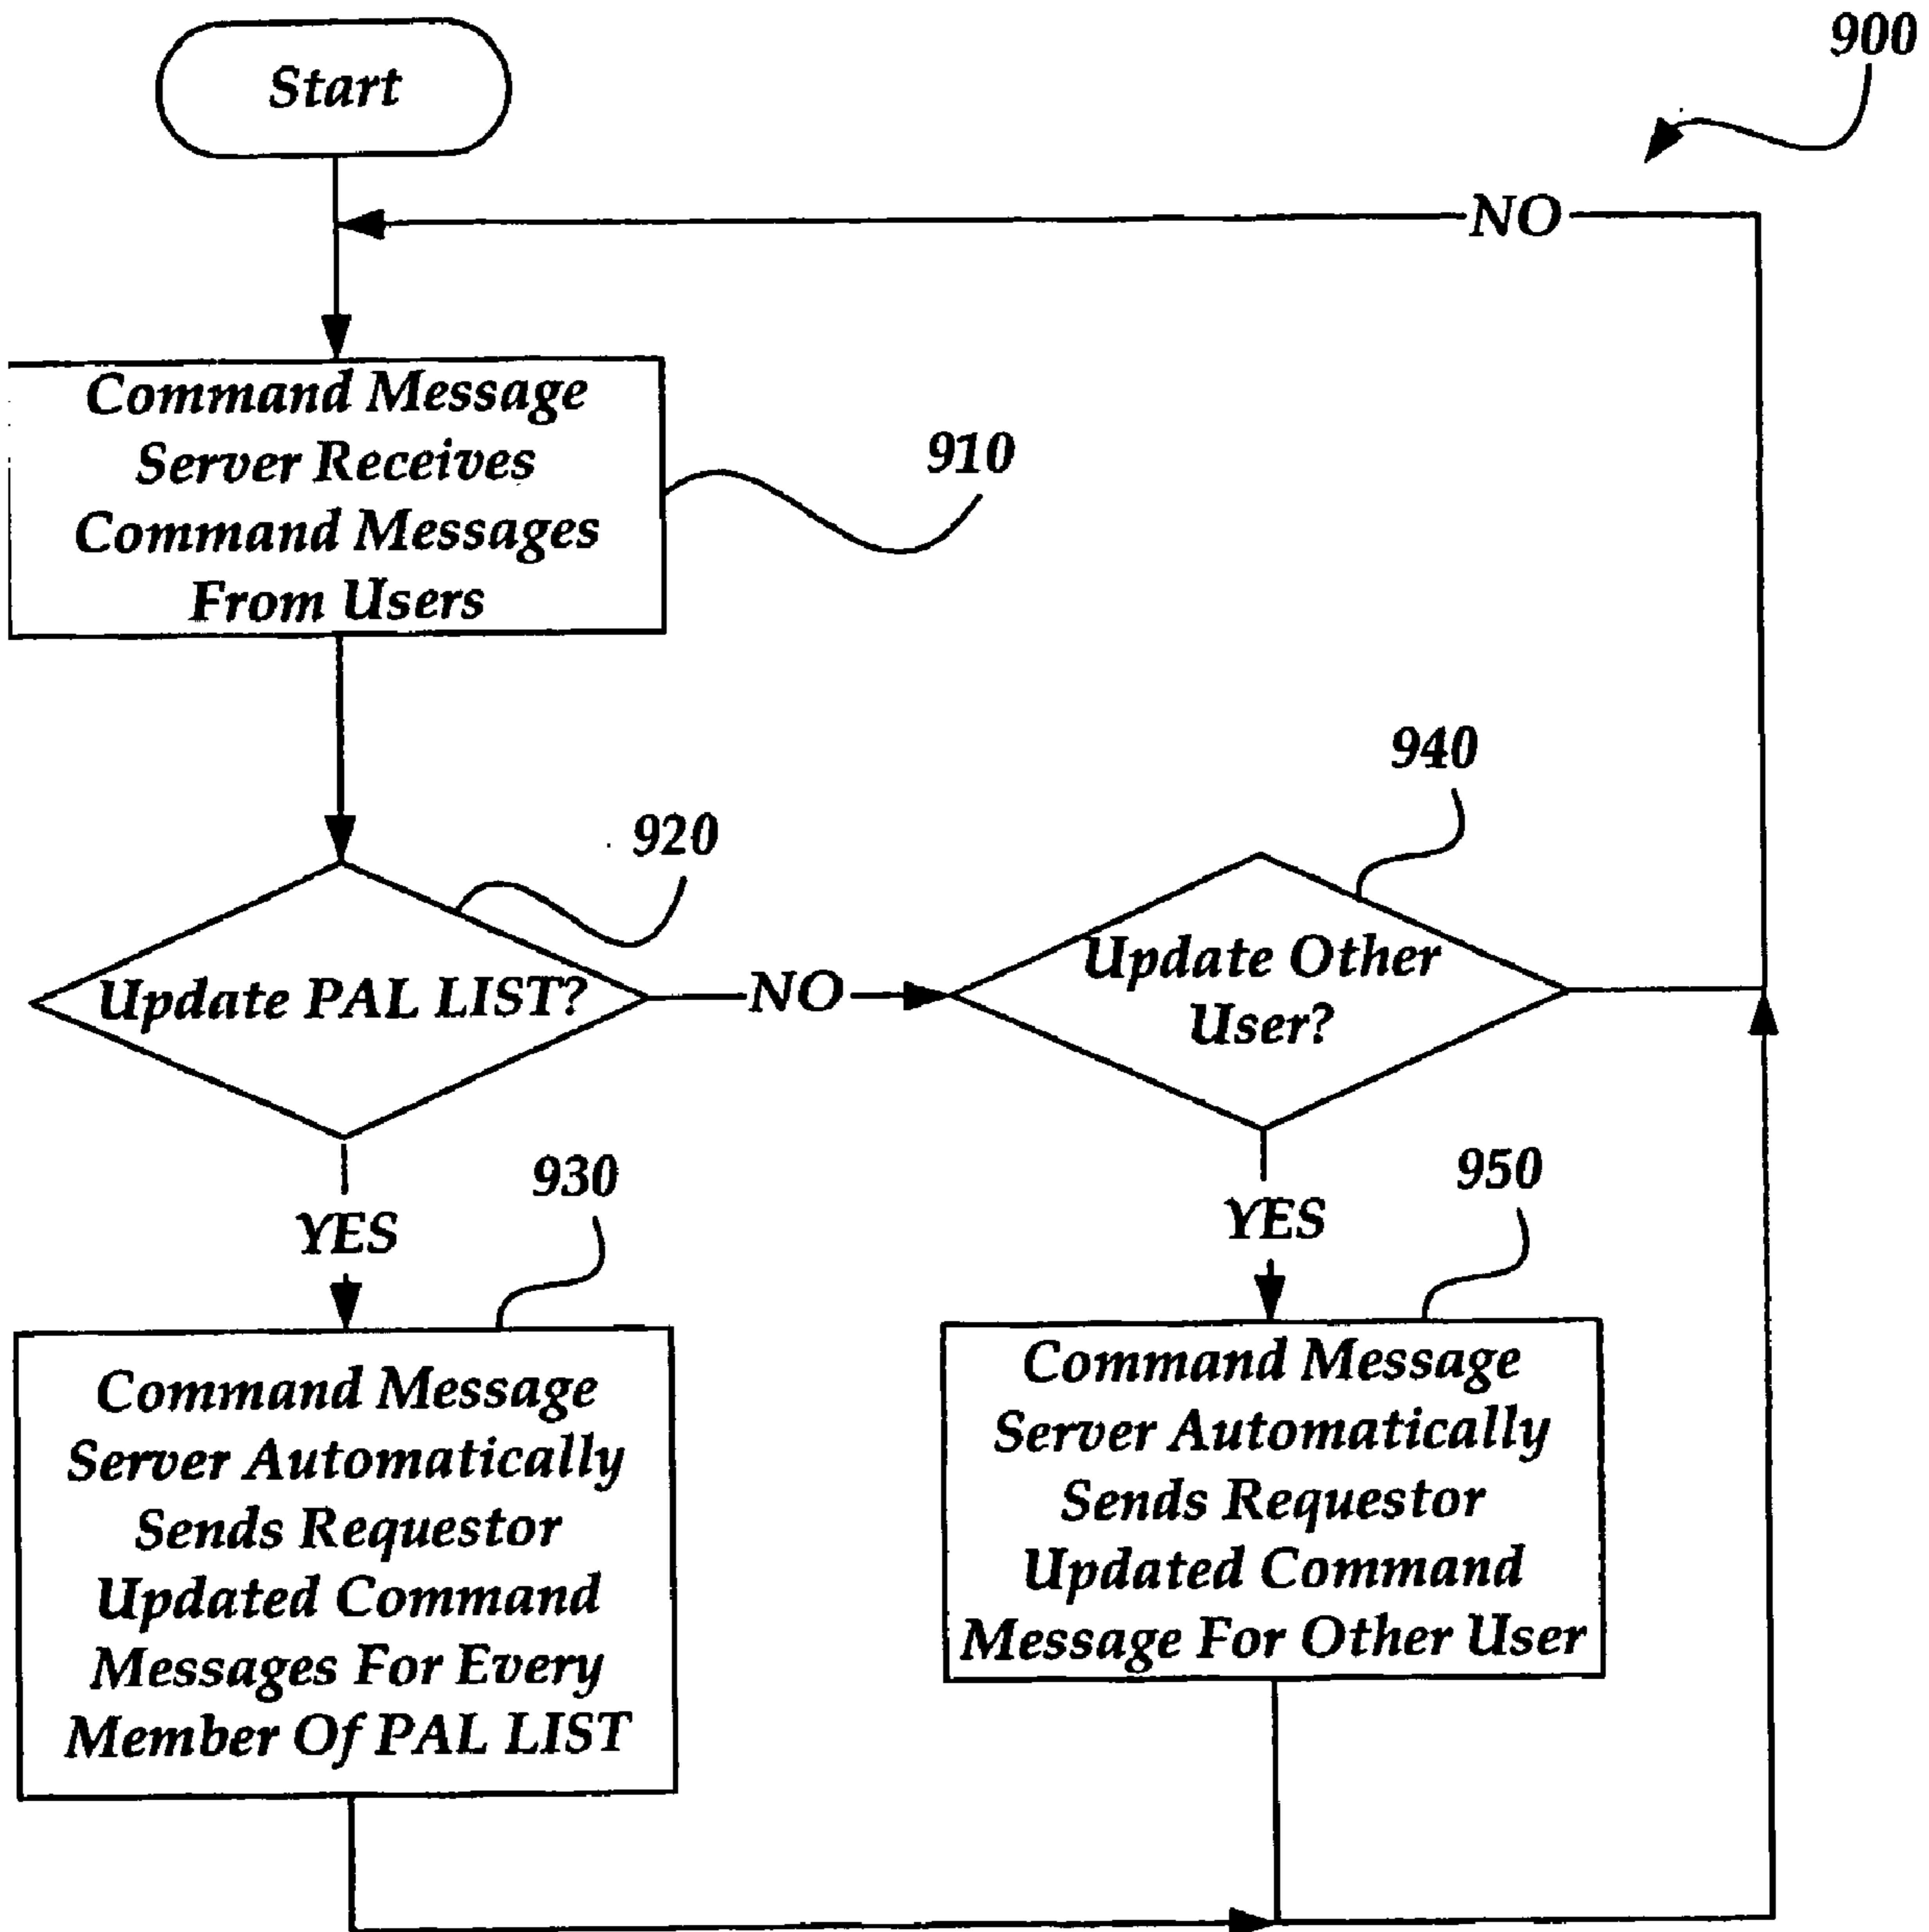 Start
900
NO
Command Message
Server Receives
Command Messages
From Users
910
920
Update PAL LIST?
NO
940
Update Other
User?
YES
930
Command Message
Server Automatically
Sends Requestor
Updated Command
Messages For Every
Member Of PAL LIST
YES
950
Command Message
Server Automatically
Sends Requestor
Updated Command
Message For Other User